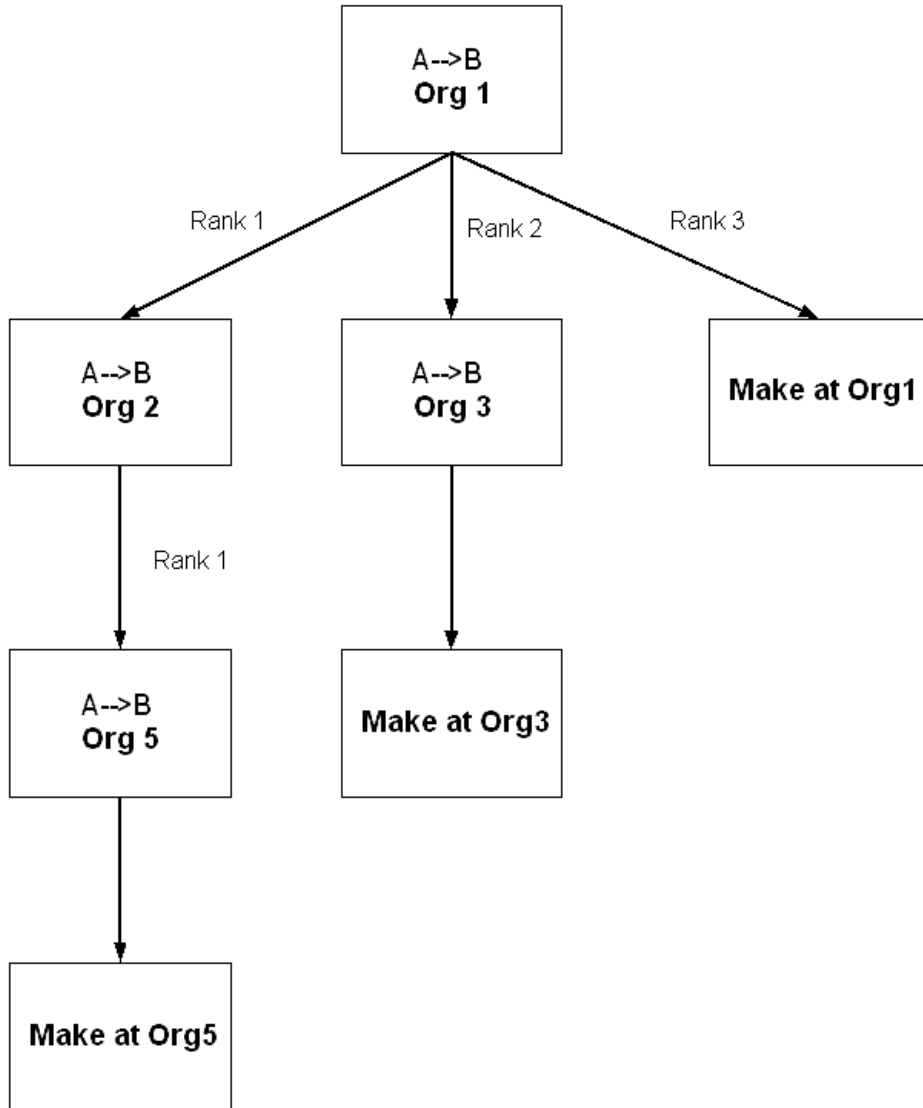 A-->B
Org 1
Rank 1
Rank 2
Rank 3
A-->B
Org 2
A-->B
Org 3
Make at Org1
Rank 1
A-->B
Org 5
Make at Org3
Make at Org5